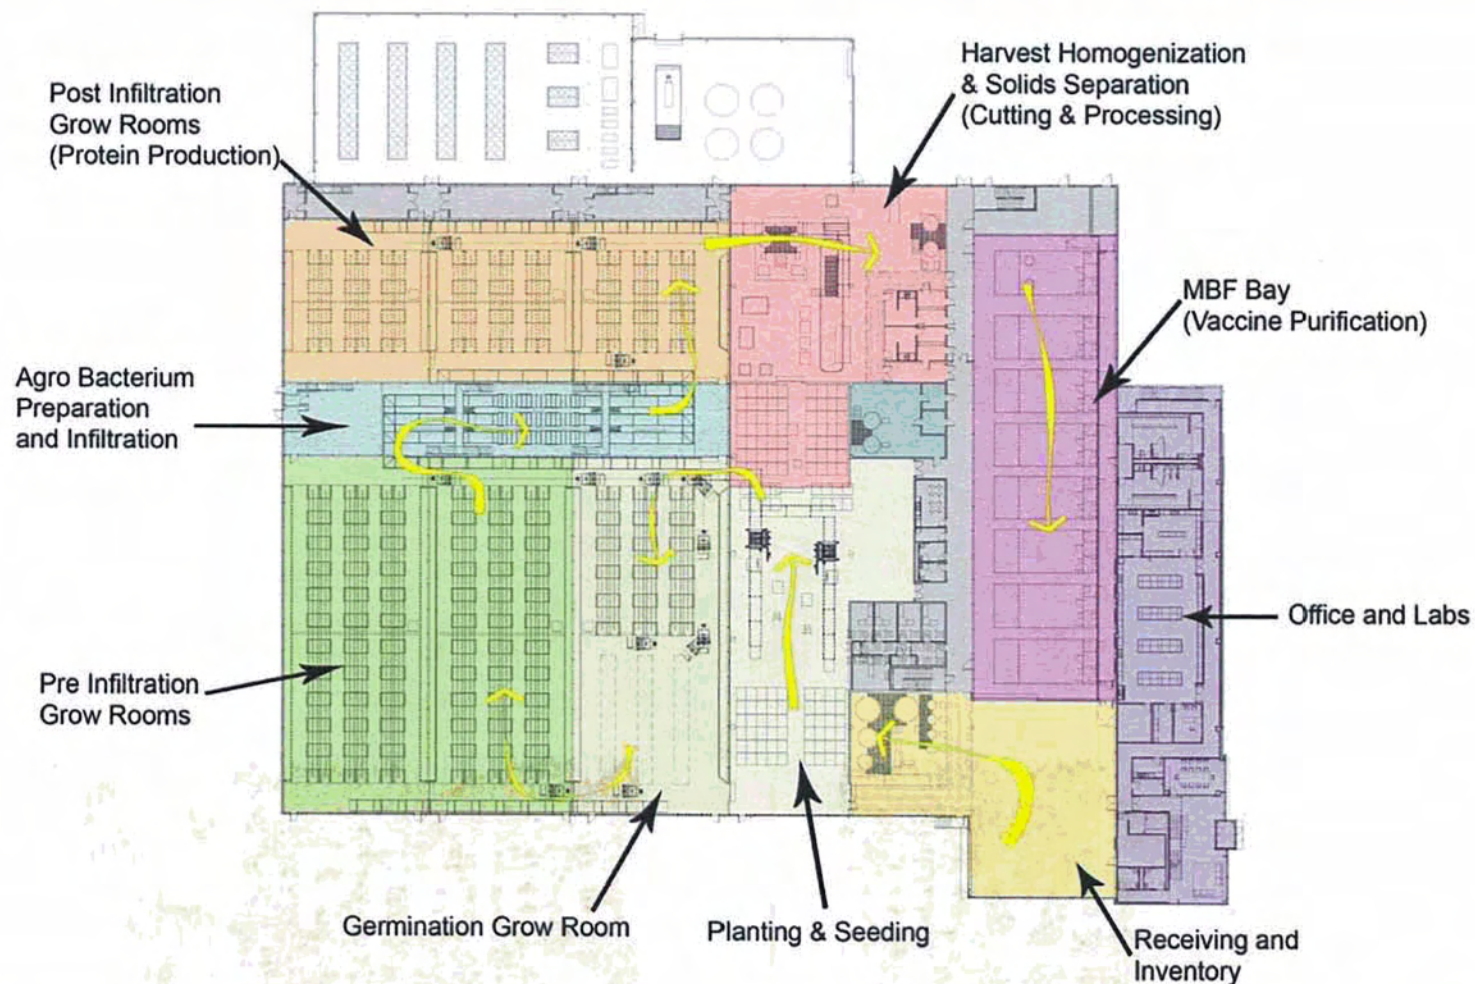 Harvest Homogenization
& Solids Separation
(Cutting & Processing)
Post Infiltration
Grow Rooms
(Protein Production)
MBF Bay
(Vaccine Purification)
Agro Bacterium
Preparation
and Infiltration
Office and Labs
Pre Infiltration
Grow Rooms
Germination Grow Room
Planting & Seeding
Receiving and
Inventory